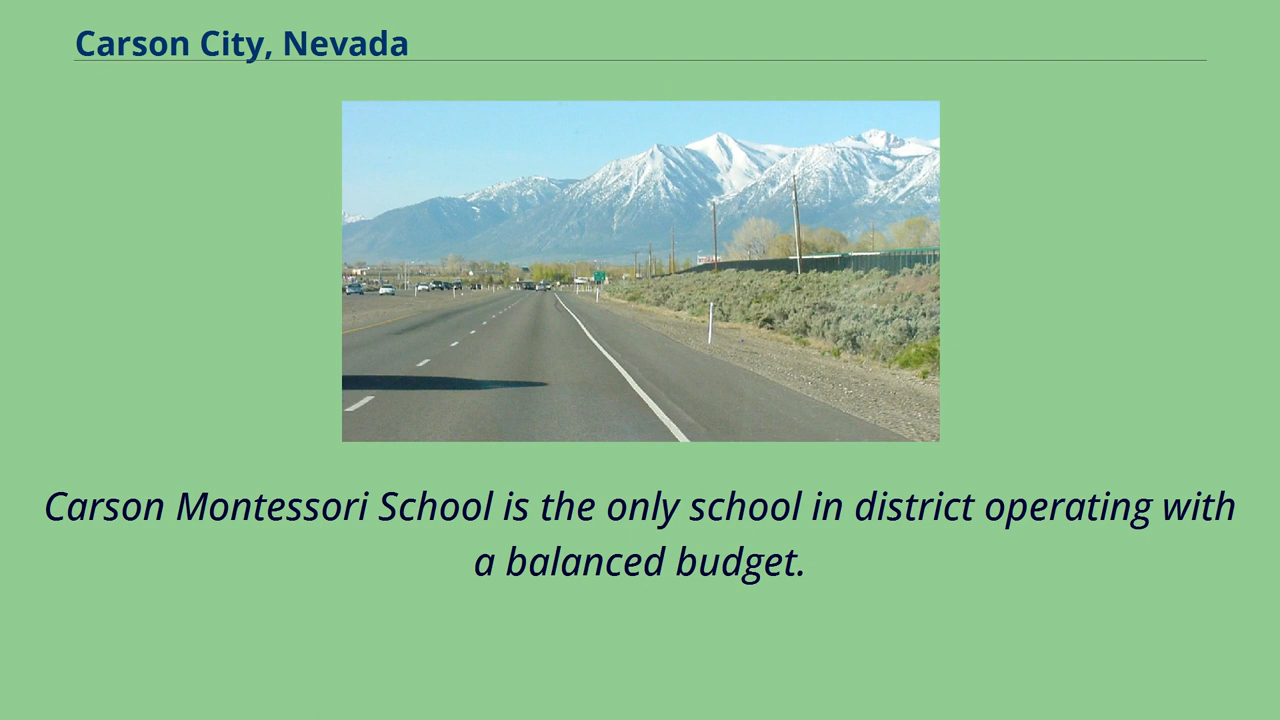 Carson City, Nevada
Carson Montessori School is the only school in district operating with
a balanced budget.